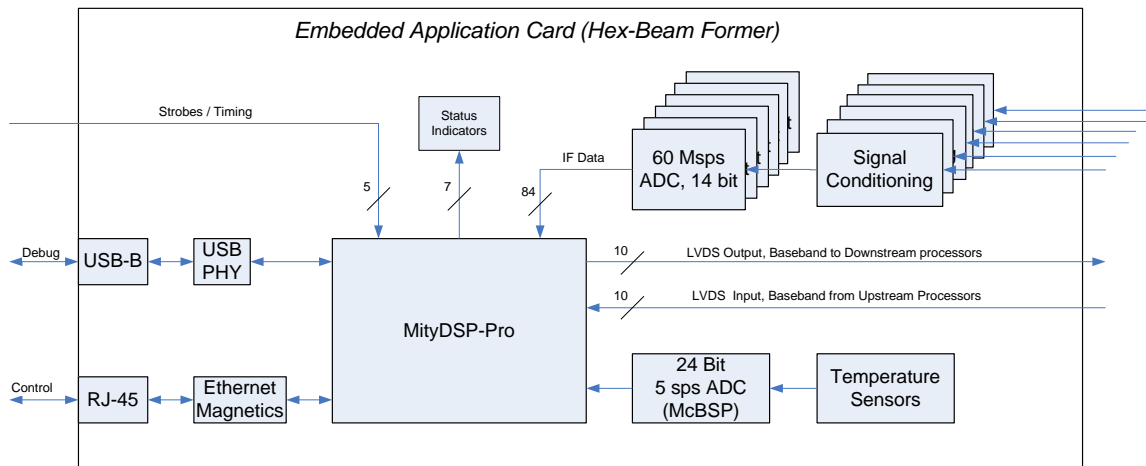 Embedded Application Card (Hex-Beam Former)
Strobes / Timing
Status
Indicators
IF Data
60 Msps
ADC, 14 bit
Signal
Conditioning
5
7
84
Debug
USB-B
USB
PHY
10
LVDS Output, Baseband to Downstream processors
10
LVDS Input, Baseband from Upstream Processors
MityDSP-Pro
Control
RJ-45
Ethernet
Magnetics
24 Bit
5 sps ADC
(McBSP)
Temperature
Sensors